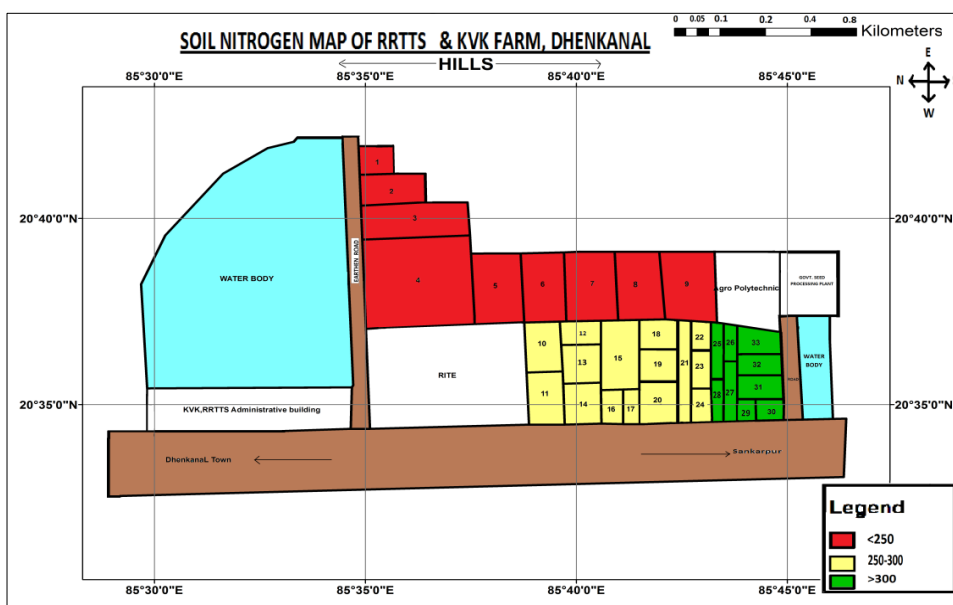 SOIL NITROGEN MAP OF RRTTS & KVK FARM, DHENKANAL
0 0.05 0.1 0.2 0.4 0.8
Kilometers
HILLS
E
N
W
85°30'0"E 85°35'0"E 85°40'0"E 85°45'0"E
20°40'0"N 20°40'0"N
20°35'0"N 20°35'0"N
WATER BODY
EARTHEN ROAD
1
2
3
4
5 6 7 8 9
Agro Polytechnic
GOVT. SEED
PROCESSING PLANT
RITE
10
11
12
13
14
15
16 17
18
19
20
21
22
23
24
25 26
27
28
29 30
31
32
33
ROAD
WATER
BODY
KVK,RRTTS Administrative building
DhenkanaL Town
Sankarpur
Legend
<250
250-300
>300
85°30'0"E 85°35'0"E 85°40'0"E 85°45'0"E